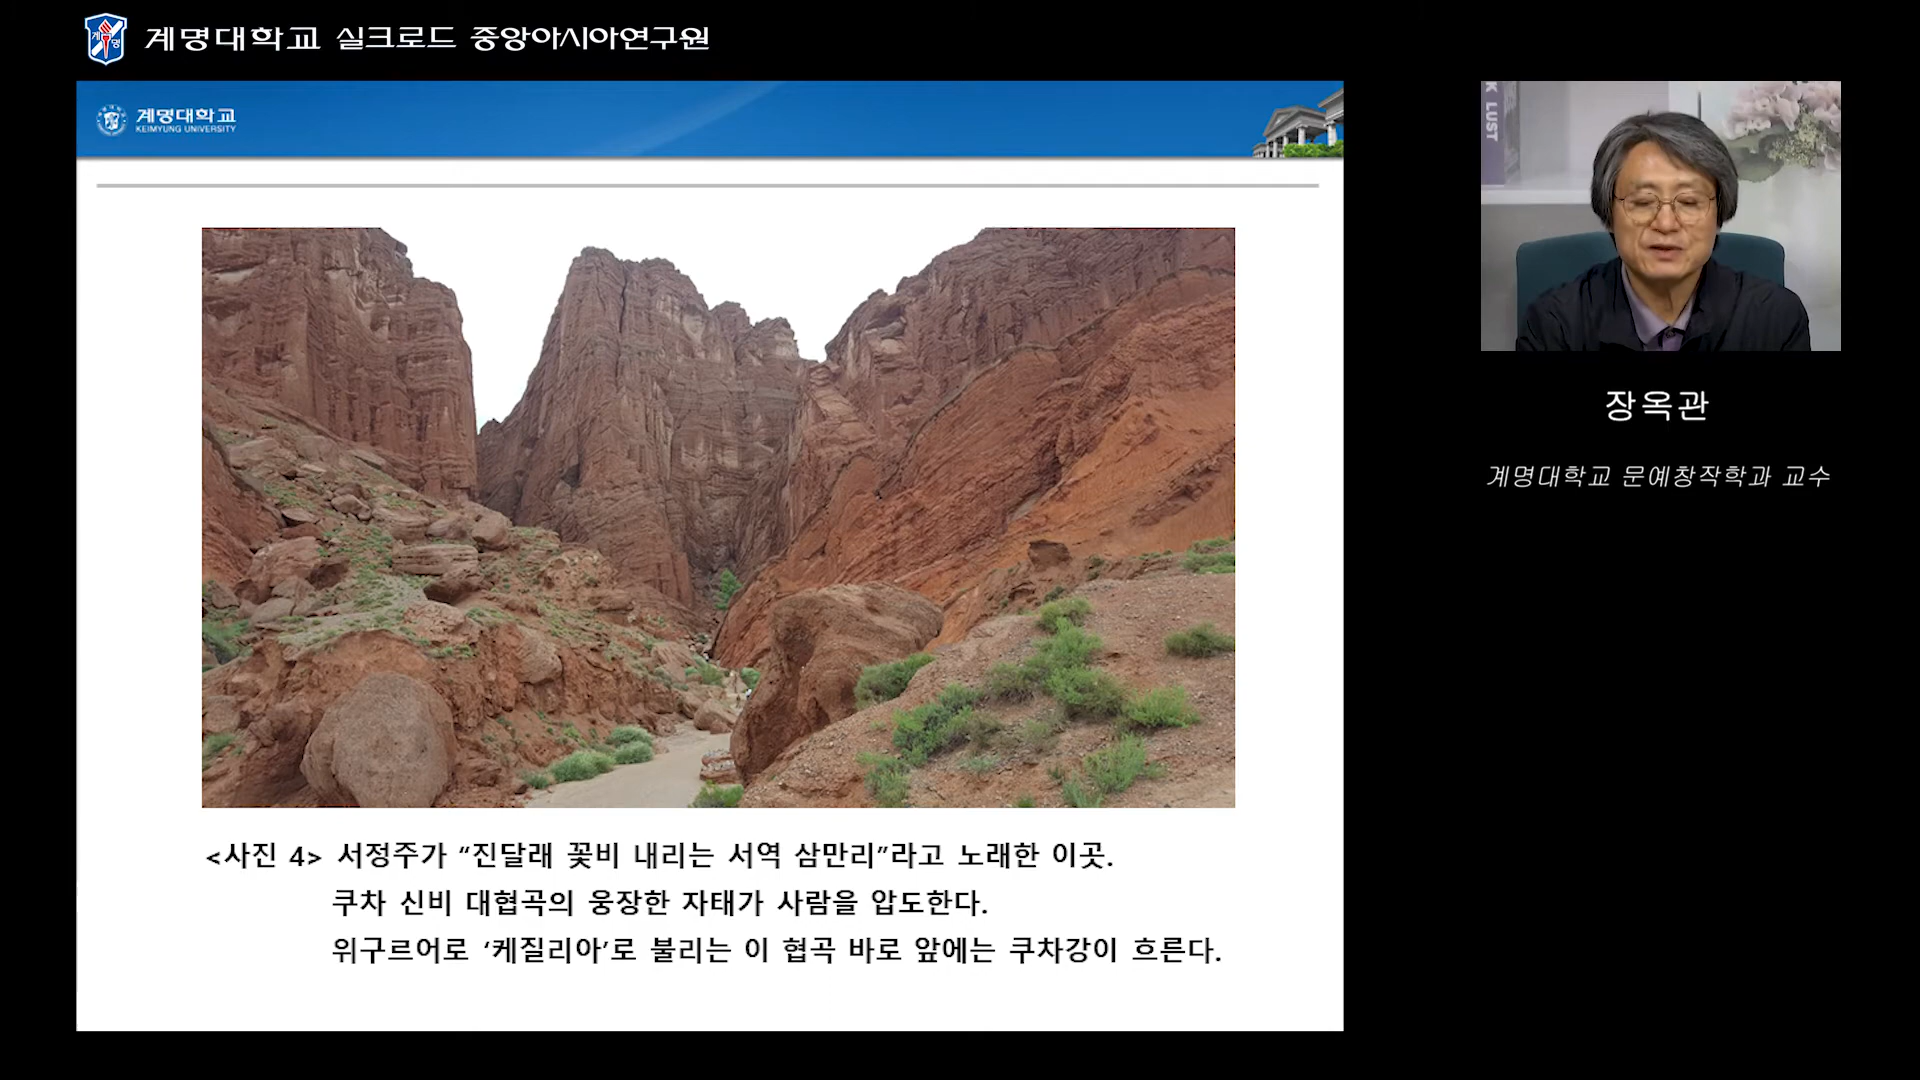 계명대학교 실크로드 중앙아시아연구원
계명대학교
KEIMYUNG UNIVERSITY
K LUST
장옥관
계명대학교 문예창작학과 교수
<사진 4> 서정주가 “진달래 꽃비 내리는 서역 삼만리”라고 노래한 이곳.
쿠차 신비 대협곡의 웅장한 자태가 사람을 압도한다.
위구르어로 ‘케질리아’로 불리는 이 협곡 바로 앞에는 쿠차강이 흐른다.